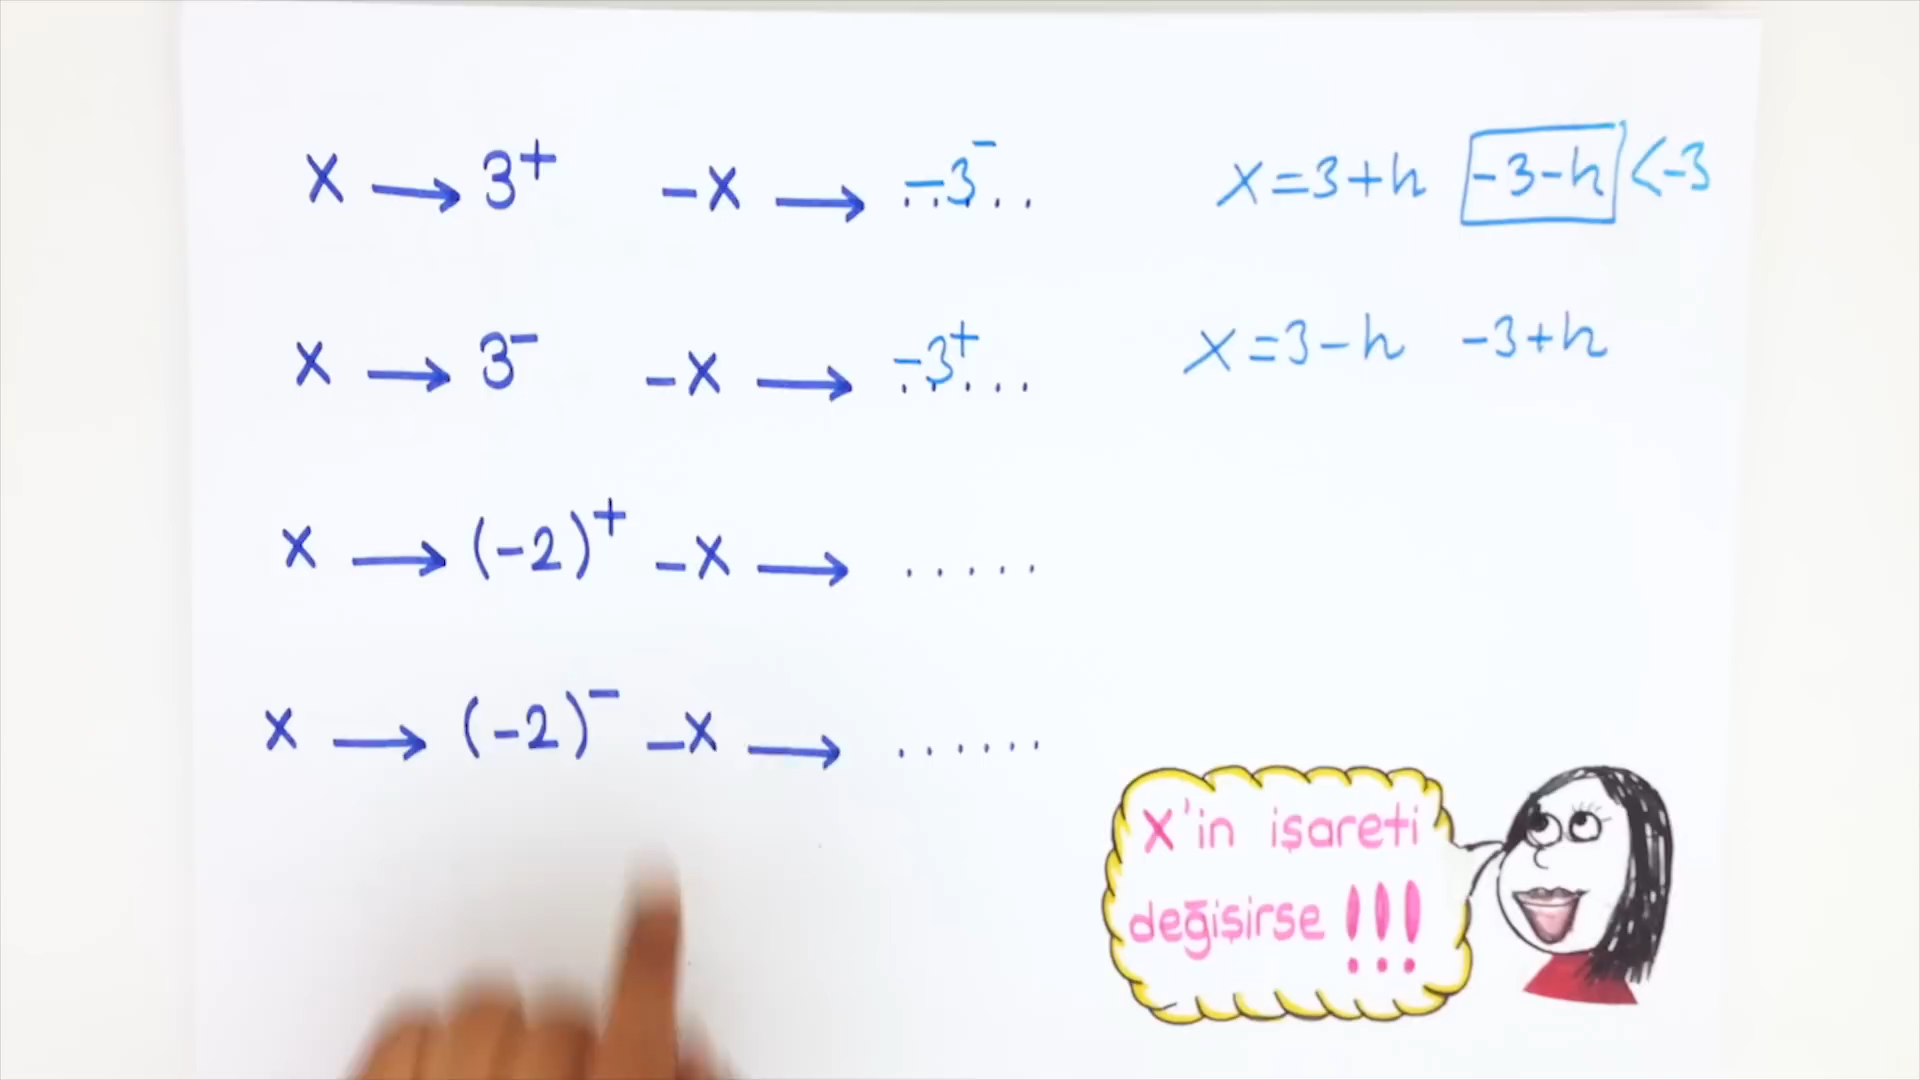 x → 3⁺ -x → -3⁻..... x=3+h -3-h <-3
x → 3⁻ -x → -3⁺..... x=3-h -3+h
x → (-2)⁺ -x → .....
x → (-2)⁻ -x → ......
x'in işareti
değişirse !!!